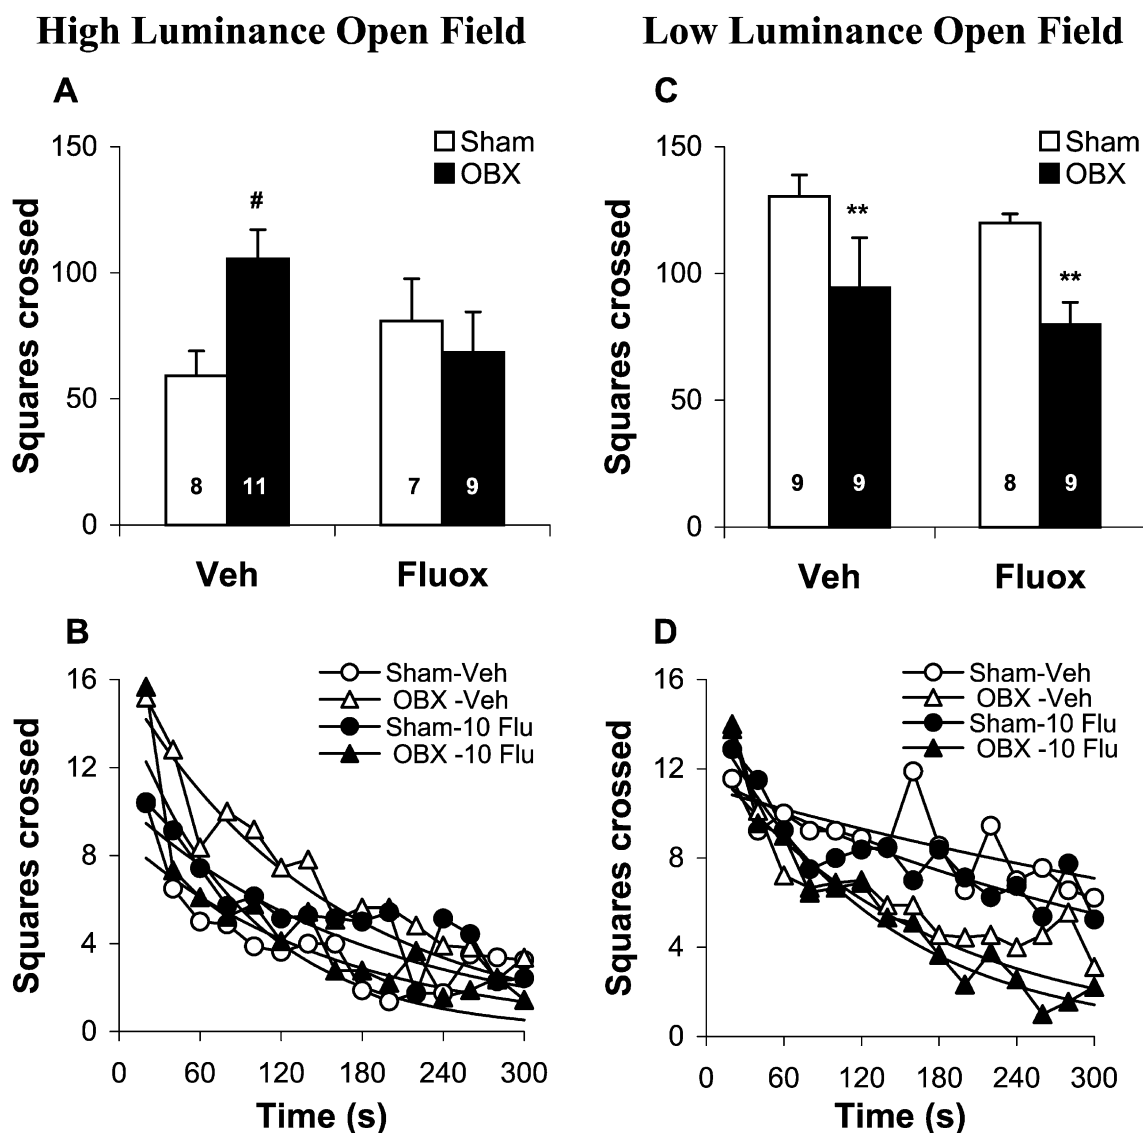 High Luminance Open Field
Low Luminance Open Field
A
150
100
50
0
Squares crossed
Sham
OBX
#
8
11
7
9
Veh
Fluox
C
150
100
50
0
Squares crossed
Sham
OBX
**
**
9
9
8
9
Veh
Fluox
B
16
12
8
4
0
Squares crossed
Sham-Veh
OBX -Veh
Sham-10 Flu
OBX -10 Flu
0 60 120 180 240 300
Time (s)
D
16
12
8
4
0
Squares crossed
Sham-Veh
OBX -Veh
Sham-10 Flu
OBX -10 Flu
0 60 120 180 240 300
Time (s)